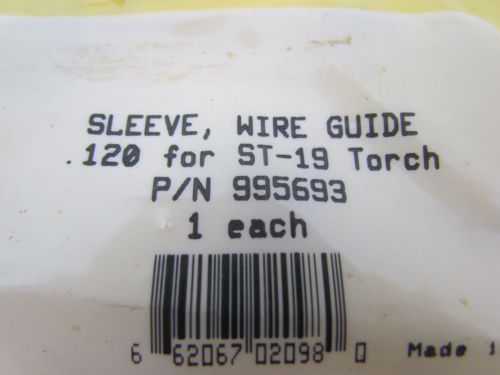 SLEEVE, WIRE GUIDE
.120 for ST-19 Torch
P/N 995693
1 each
6 62067 02098 0
Made